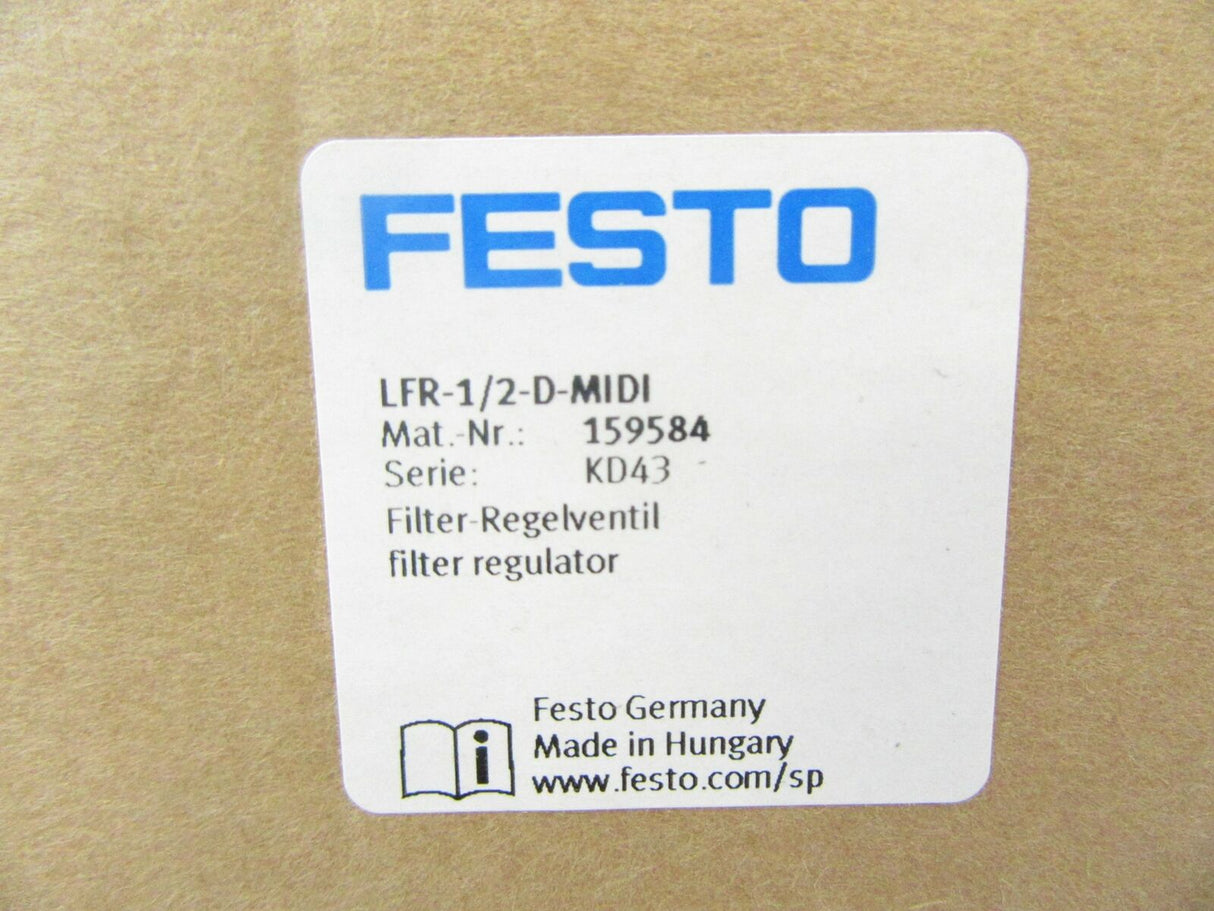 FESTO
LFR-1/2-D-MIDI
Mat.-Nr.: 159584
Serie: KD43
Filter-Regelventil
filter regulator
Festo Germany
Made in Hungary
www.festo.com/sp